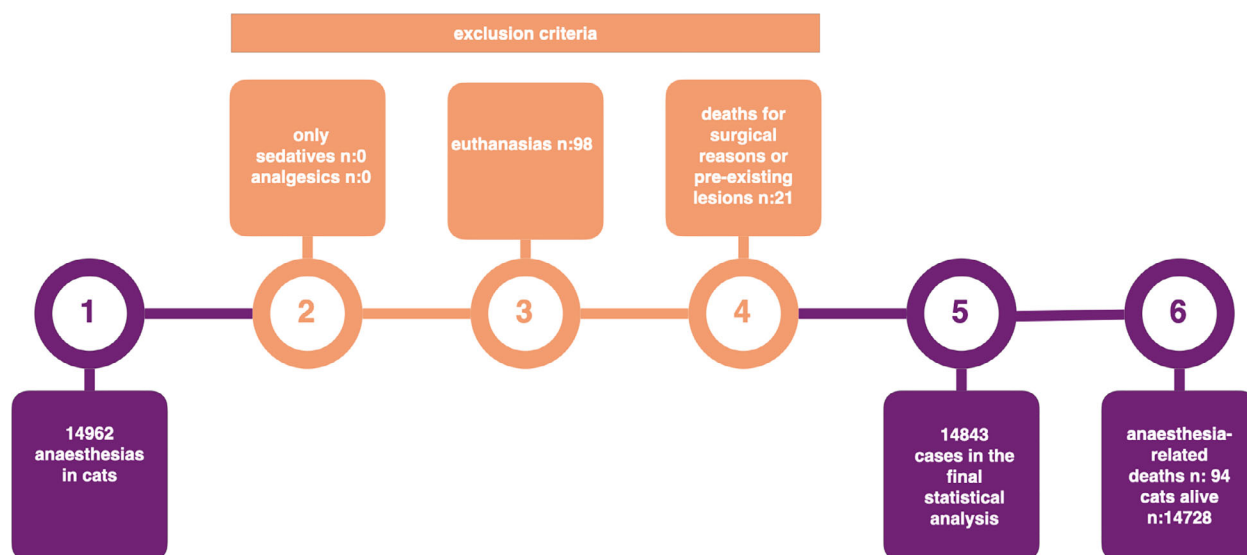 exclusion criteria
only
sedatives n:0
analgesics n:0
euthanasias n:98
deaths for
surgical
reasons or
pre-existing
lesions n:21
1
2
3
4
5
6
14962
anaesthesias
in cats
14843
cases in the
final
statistical
analysis
anaesthesia-
related
deaths n: 94
cats alive
n:14728